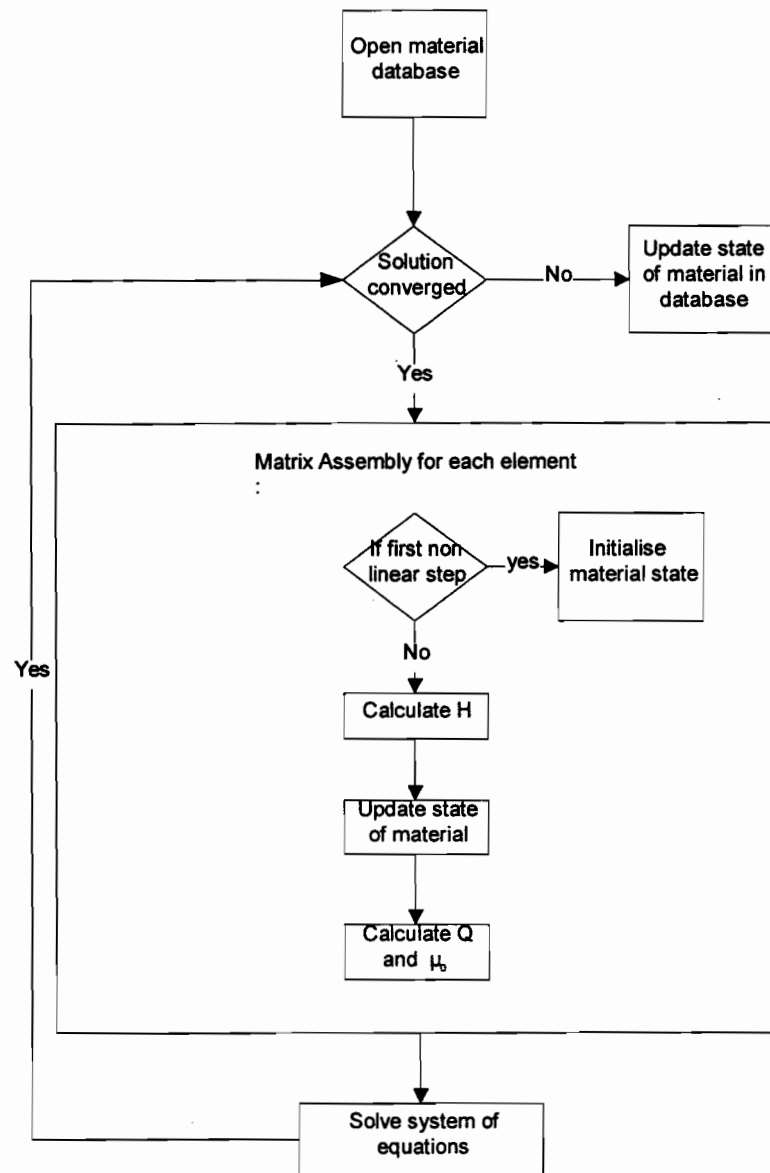 Open material
database
Solution
converged
No
Update state
of material in
database
Yes
Matrix Assembly for each element
:
If first non
linear step
yes
Initialise
material state
No
Yes
Calculate H
Update state
of material
Calculate Q
and μ₀
Solve system of
equations